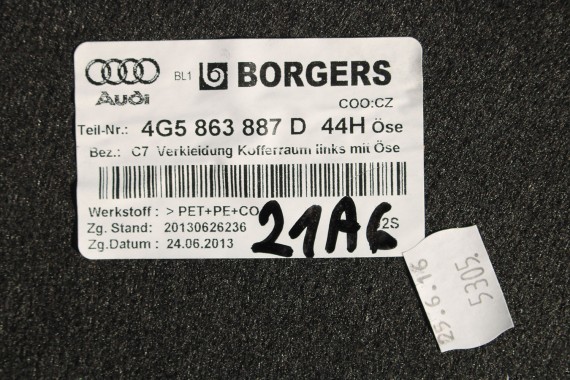 Audi
BL1 BORGERS
COO:CZ
Teil-Nr.: 4G5 863 887 D 44H Öse
Bez.: C7 Verkleidung Kofferraum links mit Öse
Werkstoff : > PET+PE+CO
Zg. Stand: 20130626236 2S
Zg.Datum : 24.06.2013
21A6
25.6.16
5305.